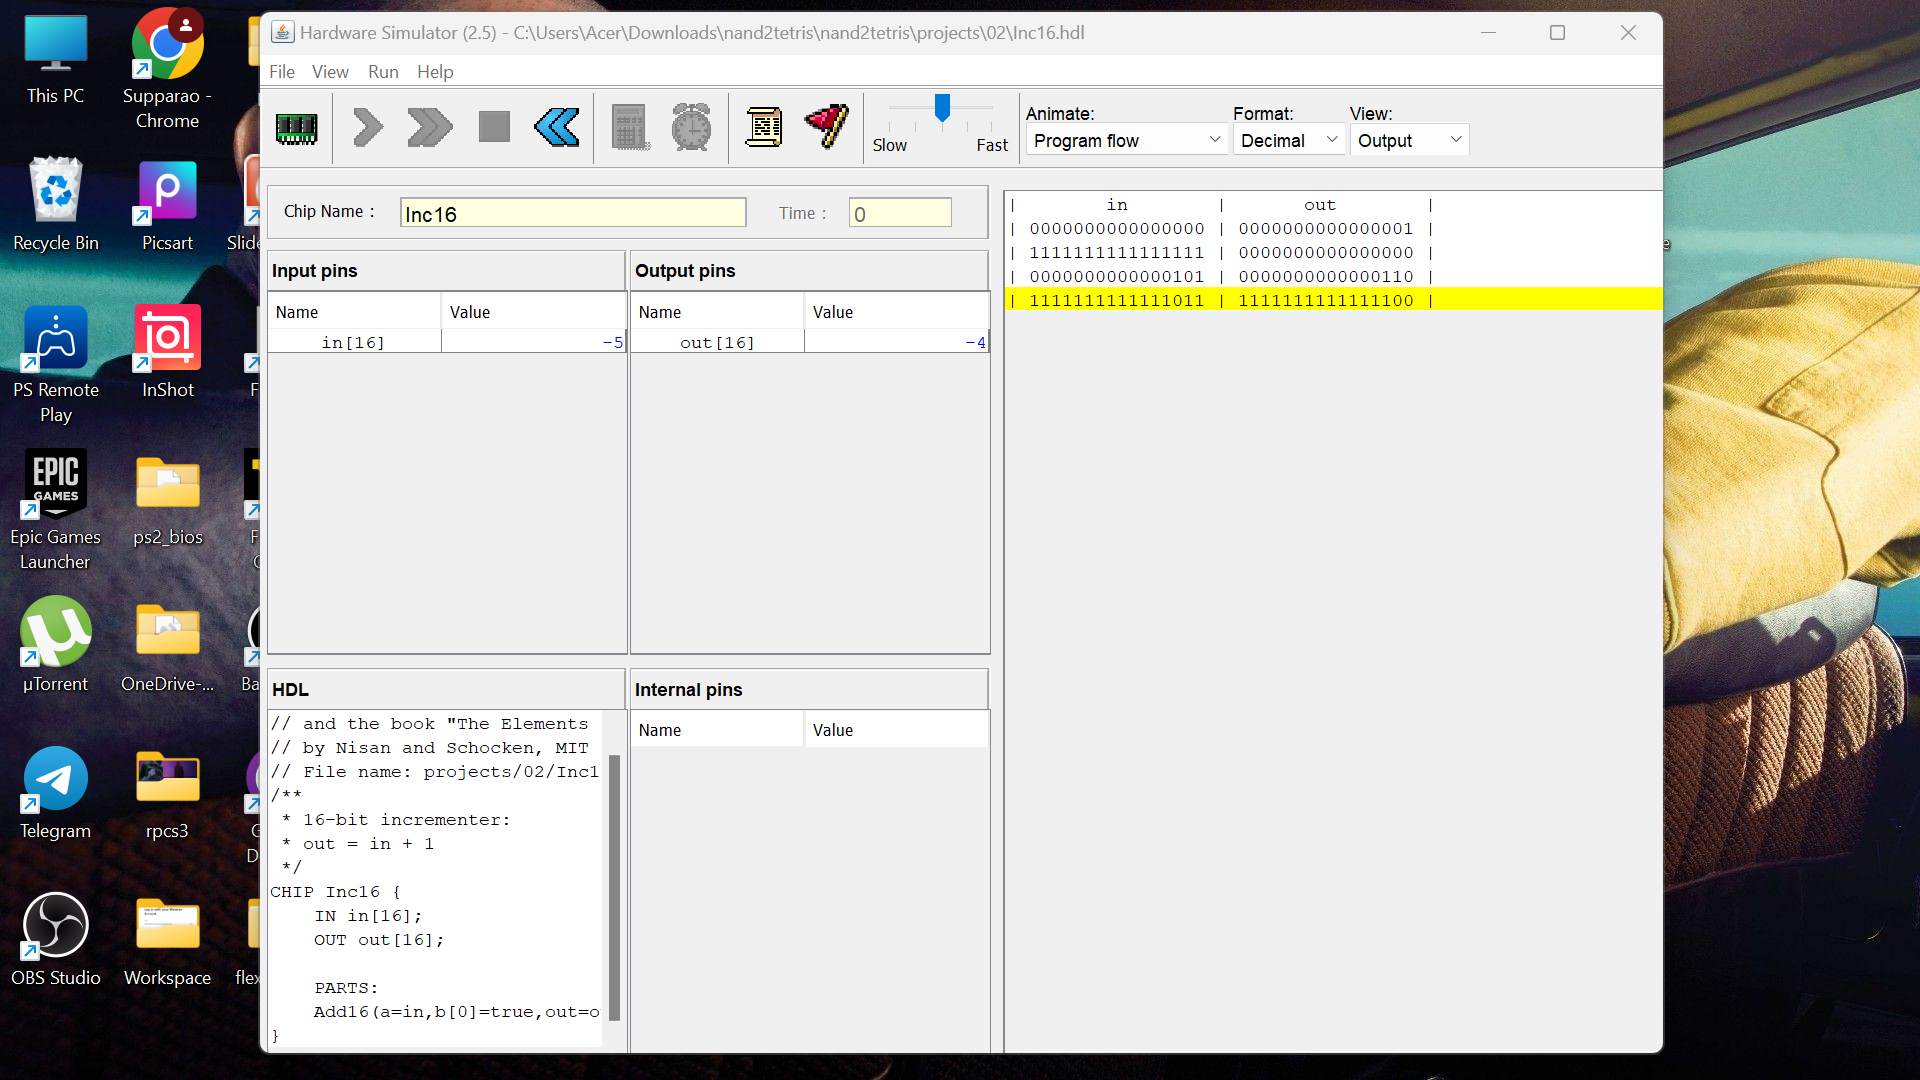 Hardware Simulator (2.5) - C:\Users\Acer\Downloads\nand2tetris\nand2tetris\projects\02\Inc16.hdl
File View Run Help
Slow Fast
Animate: Format: View:
Program flow Decimal Output
Chip Name : Inc16 Time : 0
Input pins
Name Value
in[16] -5
Output pins
Name Value
out[16] -4
HDL
// and the book "The Elements
// by Nisan and Schocken, MIT
// File name: projects/02/Inc1
/**
* 16-bit incrementer:
* out = in + 1
*/
CHIP Inc16 {
IN in[16];
OUT out[16];
PARTS:
Add16(a=in,b[0]=true,out=o
}
Internal pins
Name Value
| in | out |
| 0000000000000000 | 0000000000000001 |
| 1111111111111111 | 0000000000000000 |
| 0000000000000101 | 0000000000000110 |
| 1111111111111011 | 1111111111111100 |
This PC
Supparao -
Chrome
Recycle Bin
Picsart
Slide
PS Remote
Play
InShot
EPIC
GAMES
Epic Games
Launcher
ps2_bios
µTorrent
OneDrive-...
Ba
Telegram
rpcs3
OBS Studio
Workspace
flex